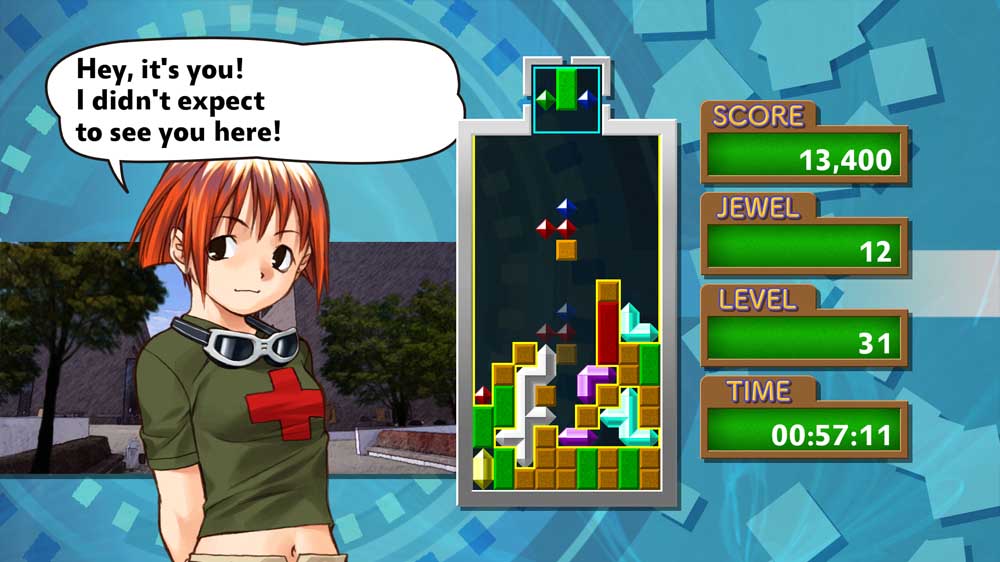 Hey, it's you!
I didn't expect
to see you here!
SCORE
13,400
JEWEL
12
LEVEL
31
TIME
00:57:11